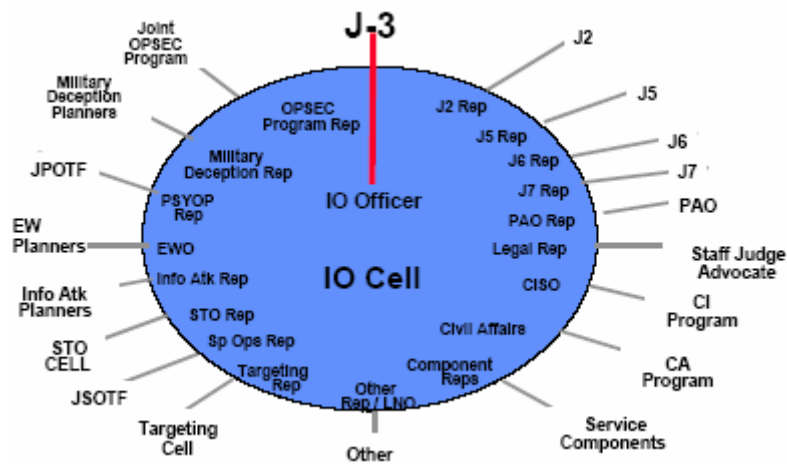 J-3
Joint
OPSEC
Program
J2
Military
Deception
Planners
OPSEC
Program Rep
J2 Rep
J5
J5 Rep
J6
Military
Deception Rep
J6 Rep
J7
JPOTF
J7 Rep
PSYOP
Rep
IO Officer
PAO
PAO Rep
EW
Planners
EWO
Legal Rep
Staff Judge
Advocate
Info Atk Rep
IO Cell
CISO
Info Atk
Planners
CI
Program
STO Rep
Civil Affairs
STO
CELL
Sp Ops Rep
CA
Program
Targeting
Rep
Component
Reps
JSOTF
Other
Rep / LNO
Targeting
Cell
Service
Components
Other